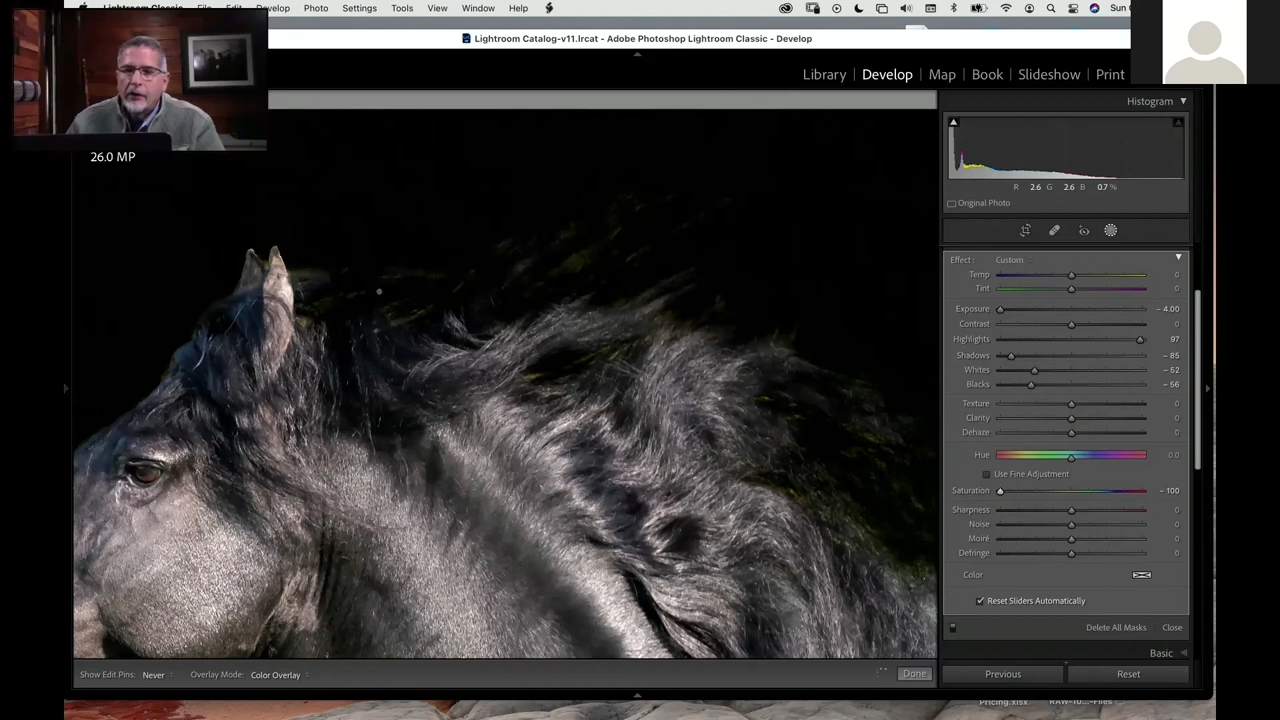 Lightroom Classic File Edit Develop Photo Settings Tools View Window Help
Lightroom Catalog-v11.lrcat - Adobe Photoshop Lightroom Classic - Develop
Library | Develop | Map | Book | Slideshow | Print
Histogram
26.0 MP
R 2.6 G 2.6 B 0.7 %
Original Photo
Effect : Custom
Temp 0
Tint 0
Exposure - 4.00
Contrast 0
Highlights 97
Shadows - 85
Whites - 52
Blacks - 56
Texture 0
Clarity 0
Dehaze 0
Hue 0.0
Use Fine Adjustment
Saturation - 100
Sharpness 0
Noise 0
Moiré 0
Defringe 0
Color
Reset Sliders Automatically
Delete All Masks Close
Basic
Show Edit Pins: Never Overlay Mode: Color Overlay Done
Previous Reset
Pricing.xlsx RAW-10...-Files